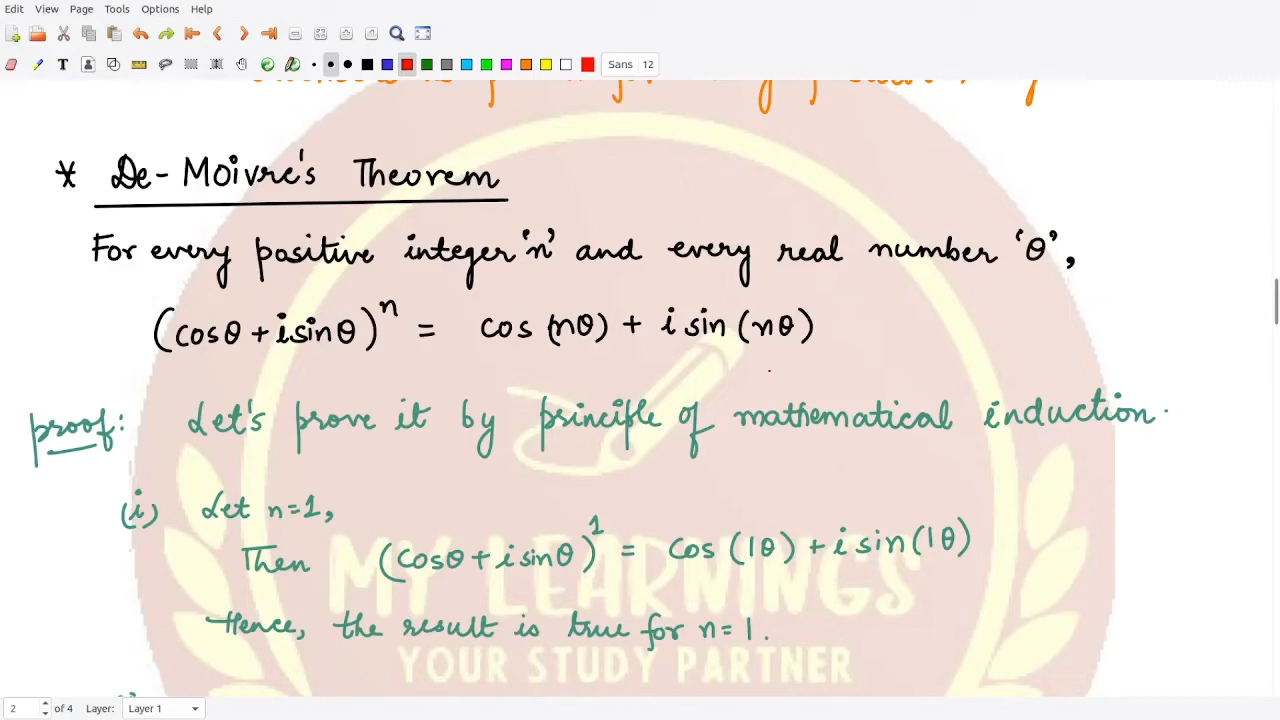 Edit View Page Tools Options Help
Sans 12
* De-Moivre's Theorem
For every positive integer 'n' and every real number 'θ',
(cosθ + isinθ)^n = cos (nθ) + i sin (nθ)
proof: Let's prove it by principle of mathematical induction.
(i) Let n=1,
Then (cosθ + i sinθ)^1 = cos (1θ) + i sin (1θ)
Hence, the result is true for n=1.
MY LEARNINGS
YOUR STUDY PARTNER
2 of 4 Layer: Layer 1